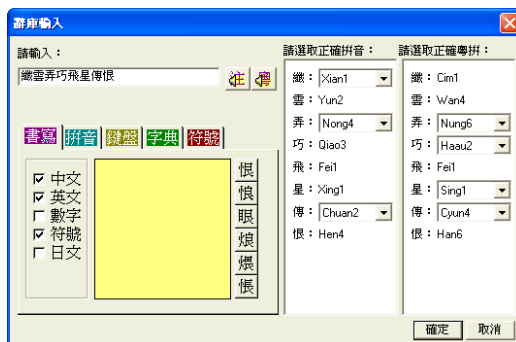 辭庫輸入
請輸入：
纖雲弄巧飛星傳恨
注
書寫 拼音 鍵盤 字典 符號
中文
英文
數字
符號
日文
恨
悢
眼
煨
悵
請選取正確拼音：
纖：Xian1
雲：Yun2
弄：Nong4
巧：Qiao3
飛：Fei1
星：Xing1
傳：Chuan2
恨：Hen4
請選取正確粵拼：
纖：Cim1
雲：Wan4
弄：Nung6
巧：Haau2
飛：Fei1
星：Sing1
傳：Cyun4
恨：Han6
確定 取消